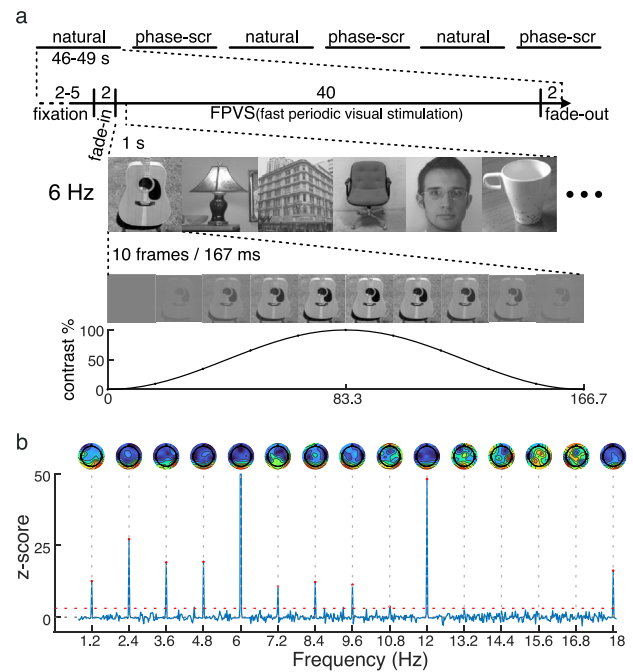 a
natural phase-scr natural phase-scr natural phase-scr
46-49 s
2-5 2 40 2
fixation fade-in FPVS(fast periodic visual stimulation) fade-out
1 s
6 Hz
10 frames / 167 ms
contrast %
100
50
0
0 83.3 166.7
b
z-score
50
25
0
1.2 2.4 3.6 4.8 6 7.2 8.4 9.6 10.8 12 13.2 14.4 15.6 16.8 18
Frequency (Hz)